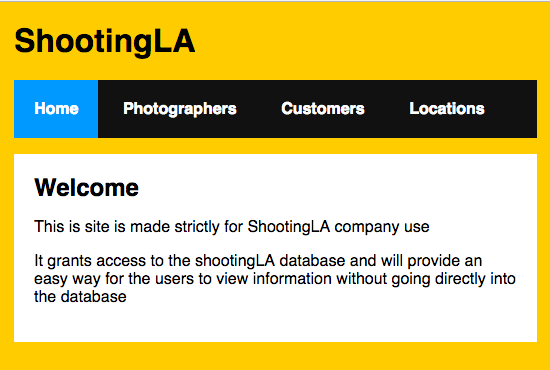 ShootingLA
Home Photographers Customers Locations
Welcome
This is site is made strictly for ShootingLA company use
It grants access to the shootingLA database and will provide an
easy way for the users to view information without going directly into
the database